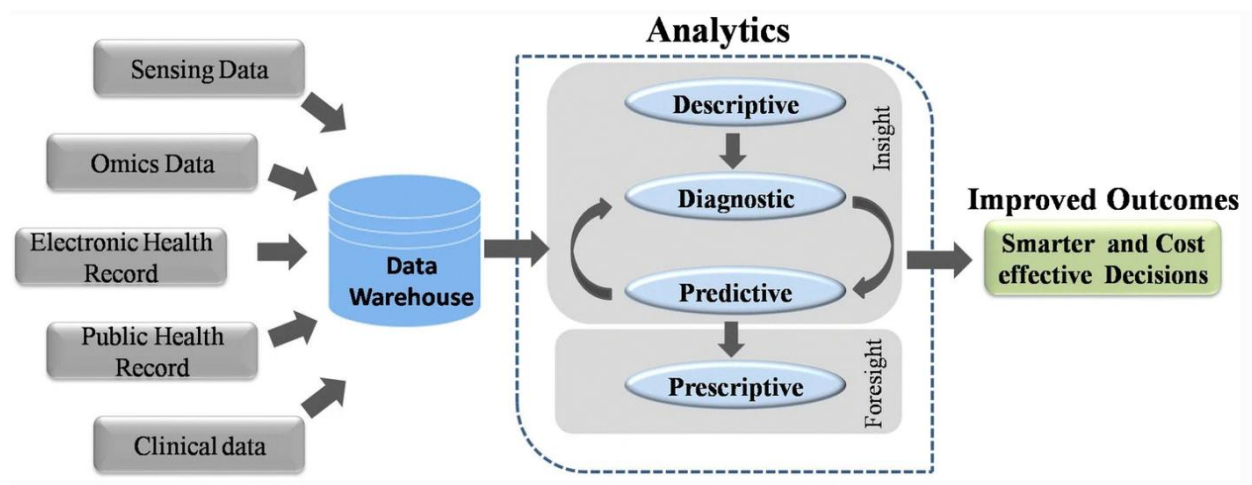 Sensing Data
Omics Data
Electronic Health
Record
Public Health
Record
Clinical data
Data
Warehouse
Analytics
Descriptive
Diagnostic
Predictive
Insight
Prescriptive
Foresight
Improved Outcomes
Smarter and Cost
effective Decisions